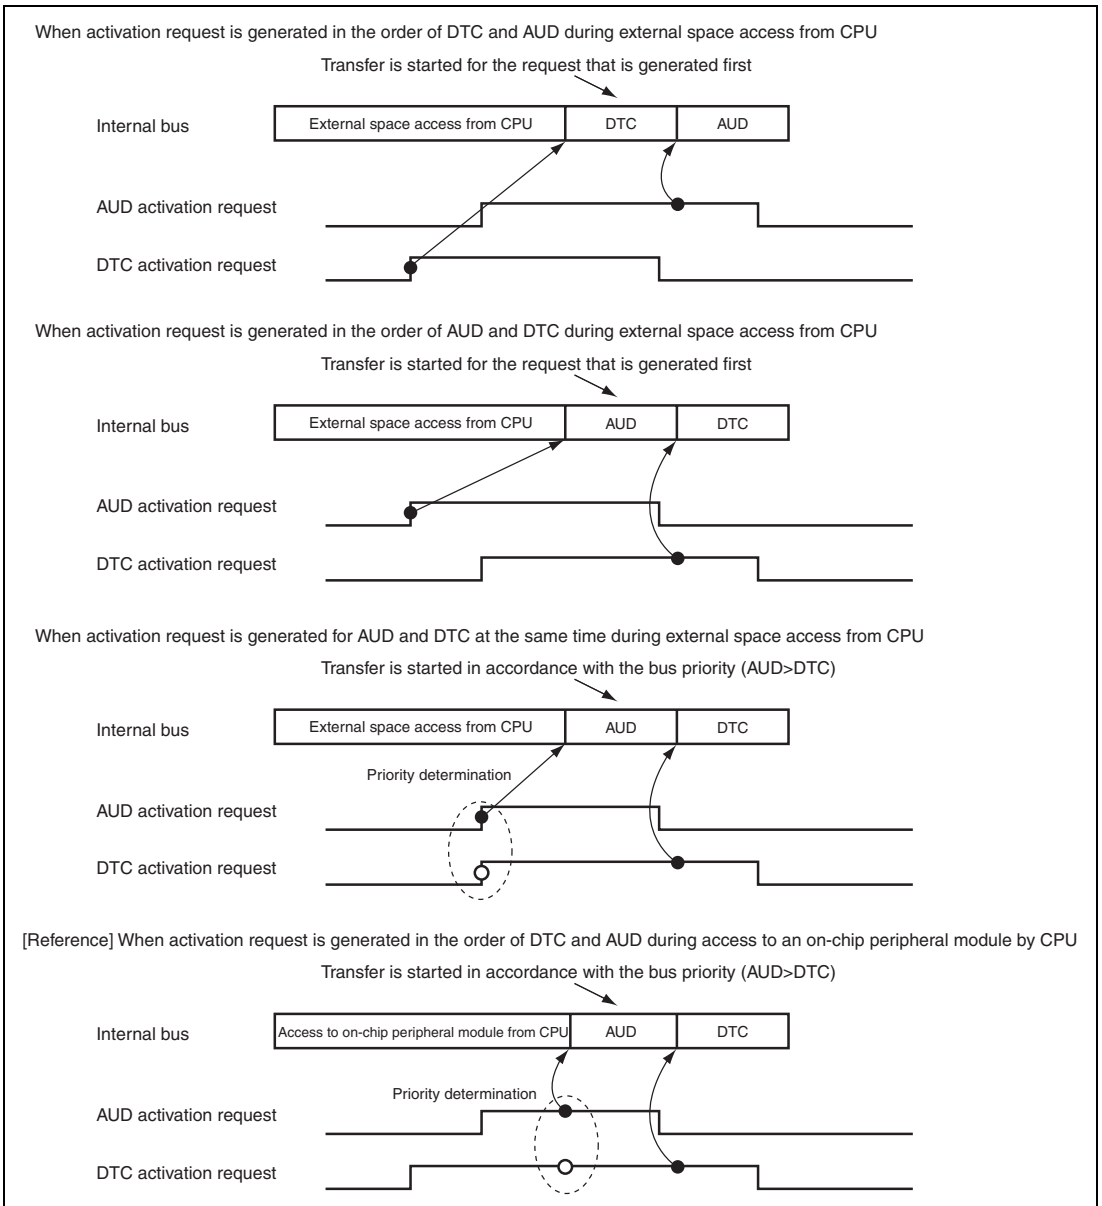 When activation request is generated in the order of DTC and AUD during external space access from CPU
Transfer is started for the request that is generated first
Internal bus
External space access from CPU
DTC
AUD
AUD activation request
DTC activation request
When activation request is generated in the order of AUD and DTC during external space access from CPU
Transfer is started for the request that is generated first
Internal bus
External space access from CPU
AUD
DTC
AUD activation request
DTC activation request
When activation request is generated for AUD and DTC at the same time during external space access from CPU
Transfer is started in accordance with the bus priority (AUD>DTC)
Internal bus
External space access from CPU
AUD
DTC
Priority determination
AUD activation request
DTC activation request
[Reference] When activation request is generated in the order of DTC and AUD during access to an on-chip peripheral module by CPU
Transfer is started in accordance with the bus priority (AUD>DTC)
Internal bus
Access to on-chip peripheral module from CPU
AUD
DTC
Priority determination
AUD activation request
DTC activation request